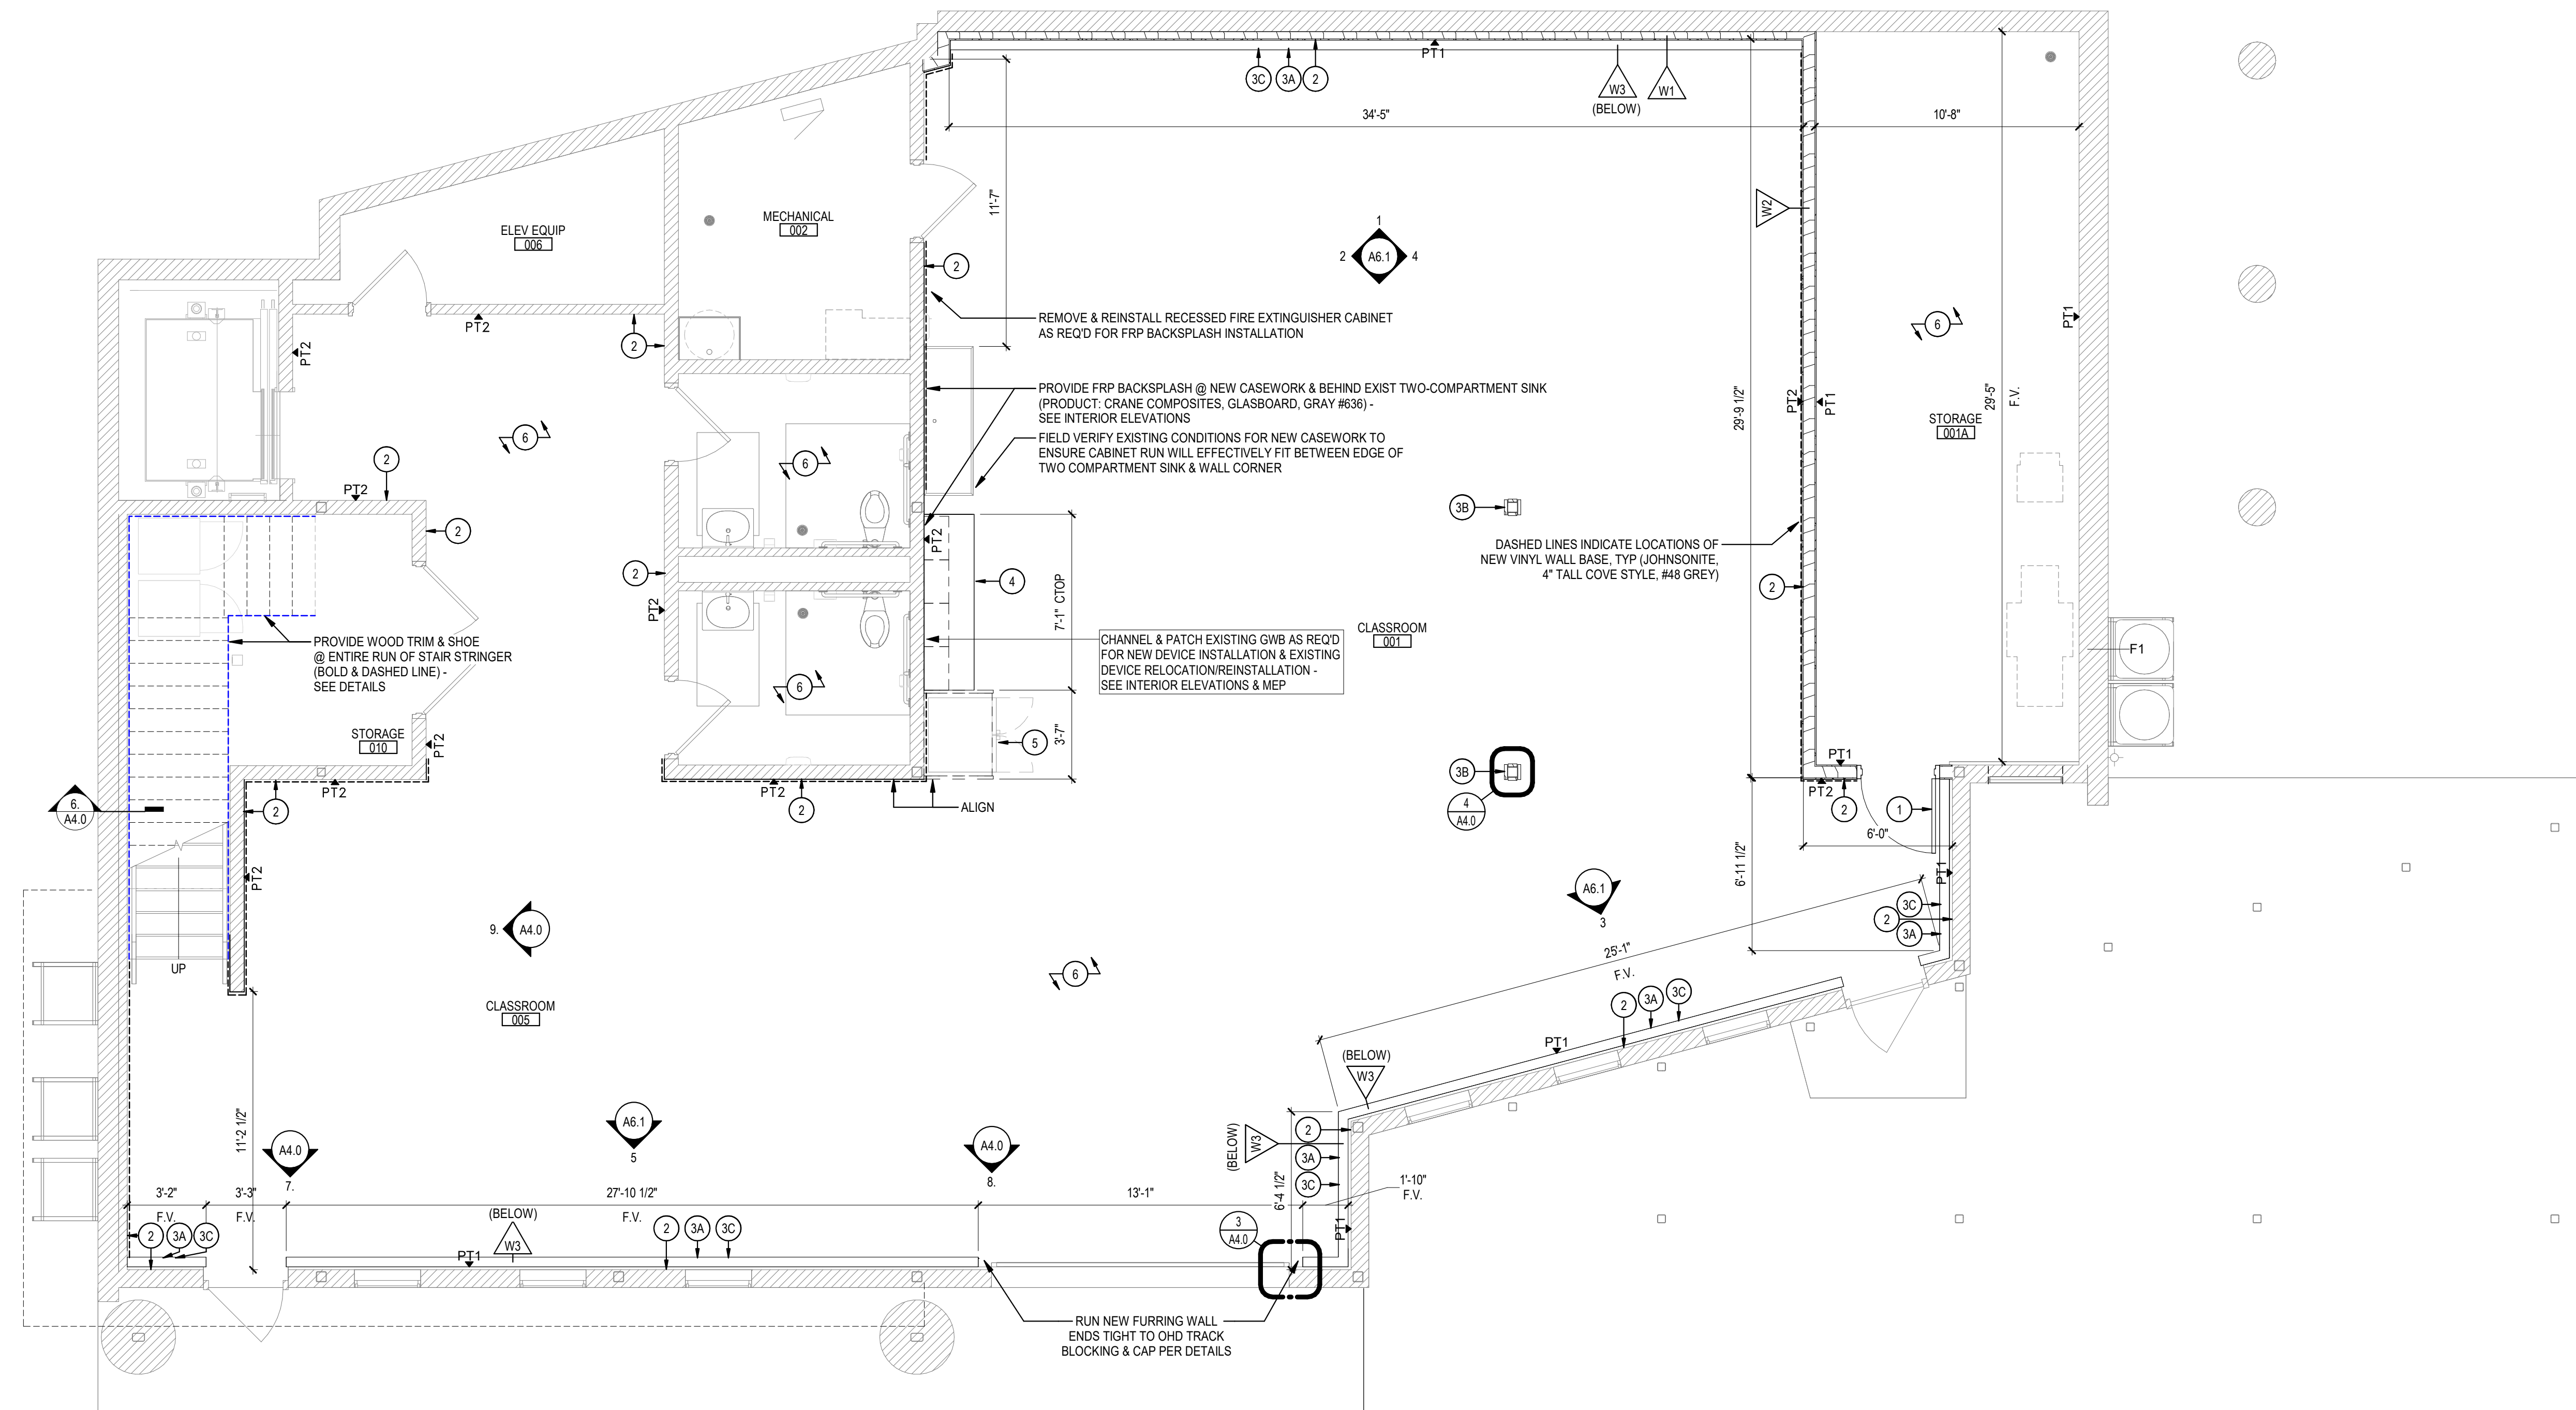 PT1
3C
3A
2
W3
(BELOW)
W1
34'-5"
10'-8"
11'-7"
MECHANICAL
002
ELEV EQUIP
006
W2
1
2
A6.1
4
2
6
PT2
PT2
2
PT1
REMOVE & REINSTALL RECESSED FIRE EXTINGUISHER CABINET
AS REQ'D FOR FRP BACKSPLASH INSTALLATION
PROVIDE FRP BACKSPLASH @ NEW CASEWORK & BEHIND EXIST TWO-COMPARTMENT SINK
(PRODUCT: CRANE COMPOSITES, GLASBOARD, GRAY #636) -
SEE INTERIOR ELEVATIONS
FIELD VERIFY EXISTING CONDITIONS FOR NEW CASEWORK TO
ENSURE CABINET RUN WILL EFFECTIVELY FIT BETWEEN EDGE OF
TWO COMPARTMENT SINK & WALL CORNER
29'-9 1/2"
PT2
PT1
29'-5"
F.V.
STORAGE
001A
6
6
2
PT2
2
3B
DASHED LINES INDICATE LOCATIONS OF
NEW VINYL WALL BASE, TYP (JOHNSONITE,
4" TALL COVE STYLE, #48 GREY)
PT2
2
4
2
7'-1" CTOP
PT2
CHANNEL & PATCH EXISTING GWB AS REQ'D
FOR NEW DEVICE INSTALLATION & EXISTING
DEVICE RELOCATION/REINSTALLATION -
SEE INTERIOR ELEVATIONS & MEP
CLASSROOM
001
PROVIDE WOOD TRIM & SHOE
@ ENTIRE RUN OF STAIR STRINGER
(BOLD & DASHED LINE) -
SEE DETAILS
F1
6
STORAGE
010
PT2
5
3'-7"
3B
4
A4.0
PT1
PT2
2
1
6'-0"
2
PT2
PT2
2
ALIGN
6.
A4.0
PT2
6'-11 1/2"
PT1
3C
2
3A
A6.1
3
9.
A4.0
25'-1"
F.V.
UP
6
CLASSROOM
005
2
3A
3C
PT1
(BELOW)
W3
11'-2 1/2"
A4.0
7.
A6.1
5
A4.0
8.
(BELOW)
W3
2
3A
3C
6'-4 1/2"
1'-10"
F.V.
PT1
3'-2"
F.V.
3'-3"
F.V.
27'-10 1/2"
F.V.
13'-1"
2
3A
3C
(BELOW)
W3
PT1
2
3A
3C
3
A4.0
RUN NEW FURRING WALL
ENDS TIGHT TO OHD TRACK
BLOCKING & CAP PER DETAILS